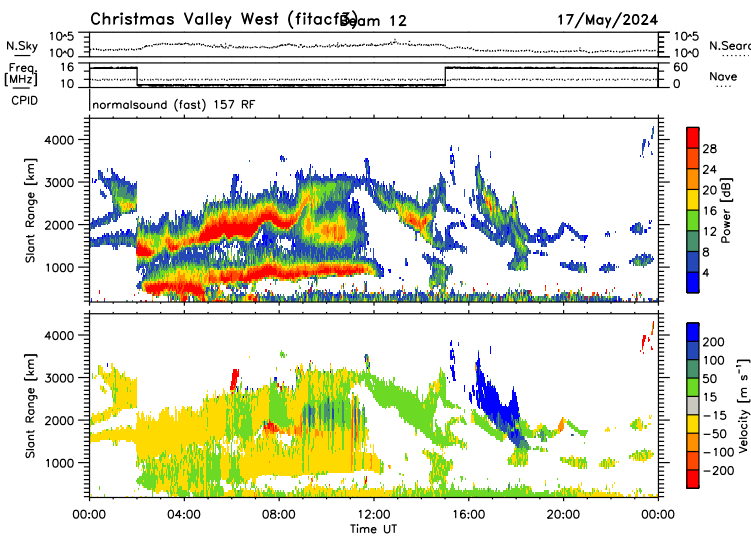 Christmas Valley West (fitacf3) Beam 12 17/May/2024
N.Sky 10^5 10^0 10^5 10^0 N.Searc
Freq [MHz] 16 10 60 0 Nave
CPID normalsound (fast) 157 RF
Slant Range [km] 4000 3000 2000 1000
Power [dB] 28 24 20 16 12 8 4
Slant Range [km] 4000 3000 2000 1000
Velocity [m s⁻¹] 200 100 50 15 -15 -50 -100 -200
00:00 04:00 08:00 12:00 16:00 20:00 00:00
Time UT